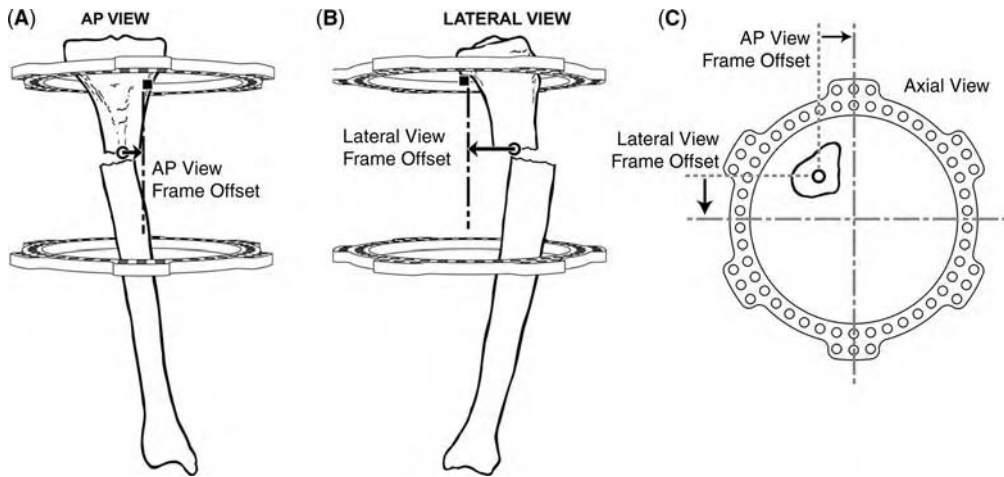 (A)
AP VIEW
AP View
Frame Offset
(B)
LATERAL VIEW
Lateral View
Frame Offset
(C)
AP View
Frame Offset
Axial View
Lateral View
Frame Offset